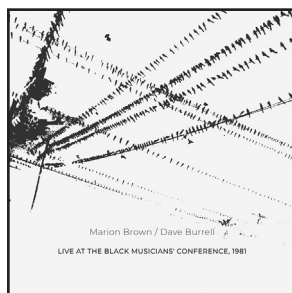 Marion Brown / Dave Burrell
LIVE AT THE BLACK MUSICIANS' CONFERENCE, 1981